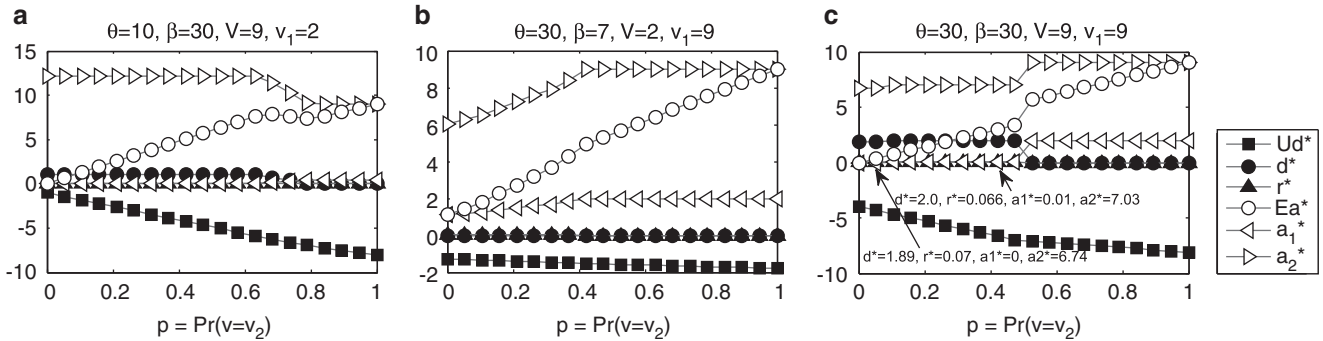 a
θ=10, β=30, V=9, v₁=2
15
10
5
0
-5
-10
0 0.2 0.4 0.6 0.8 1
p = Pr(v=v₂)
b
θ=30, β=7, V=2, v₁=9
10
8
6
4
2
0
-2
0 0.2 0.4 0.6 0.8 1
p = Pr(v=v₂)
c
θ=30, β=30, V=9, v₁=9
10
5
0
-5
-10
d*=2.0, r*=0.066, a1*=0.01, a2*=7.03
d*=1.89, r*=0.07, a1*=0, a2*=6.74
0 0.2 0.4 0.6 0.8 1
p = Pr(v=v₂)
Ud*
d*
r*
Ea*
a₁*
a₂*